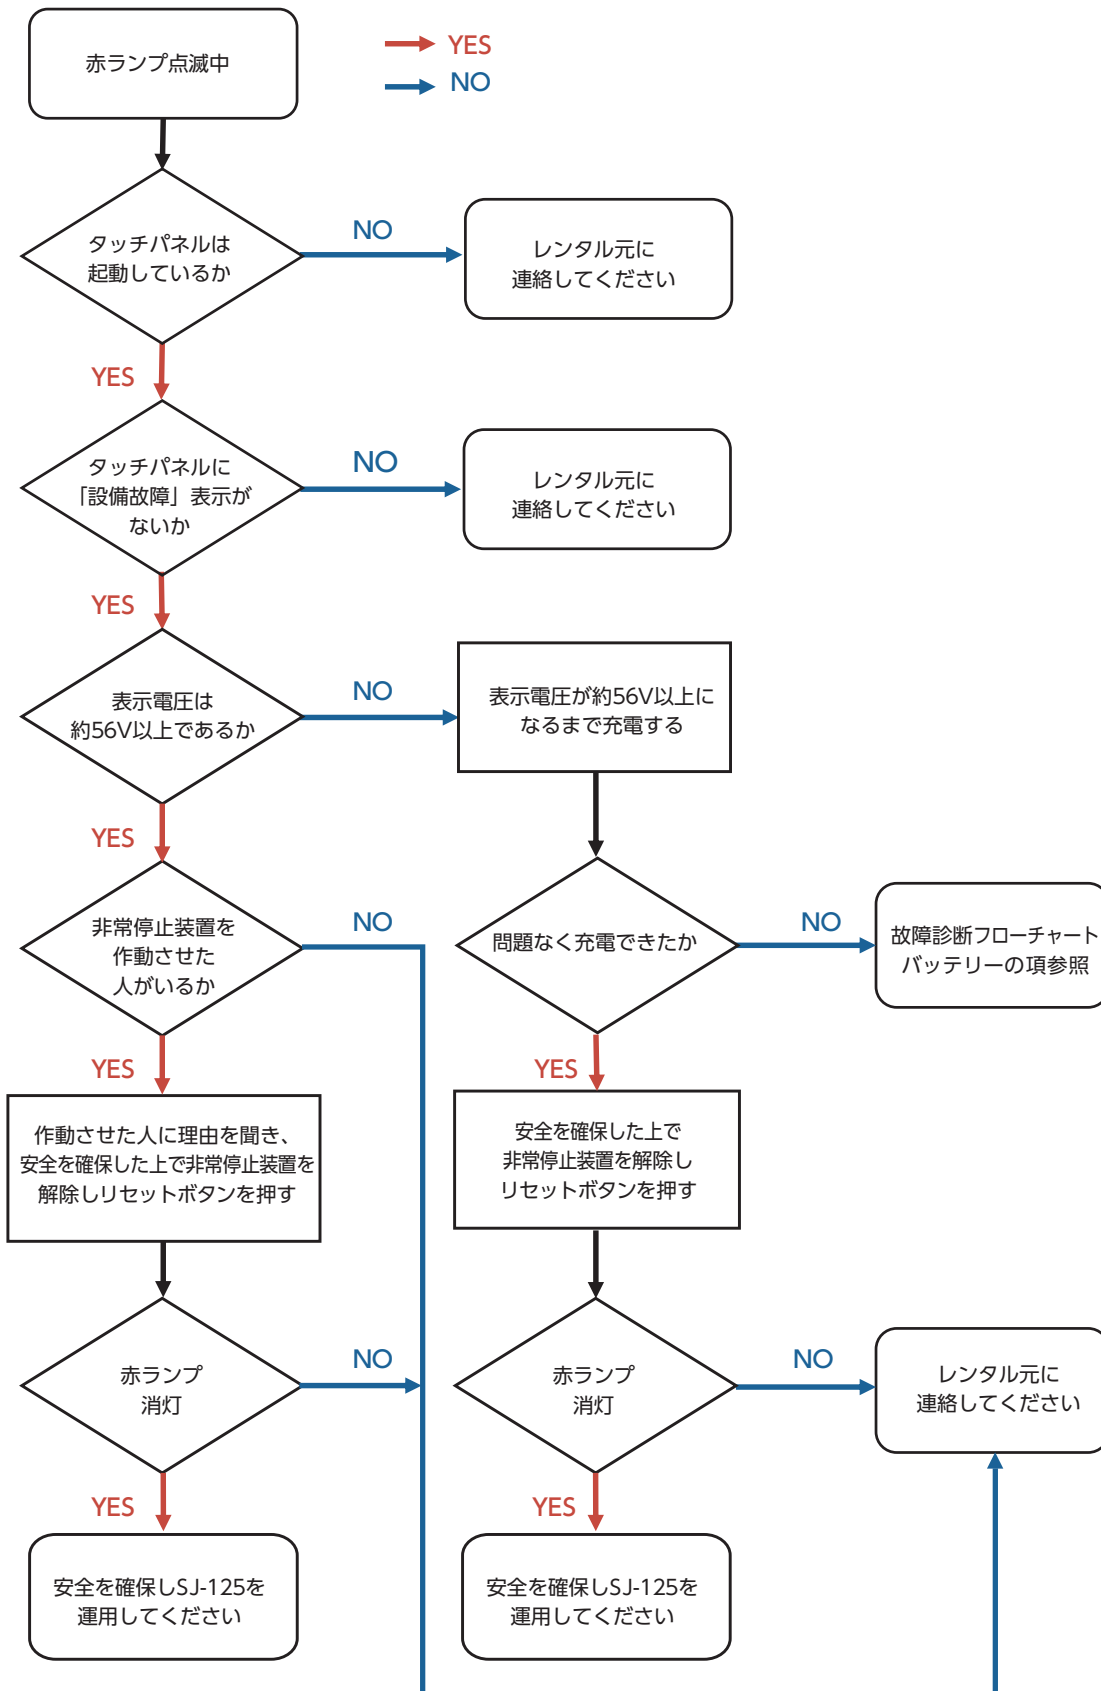 赤ランプ点滅中
YES
NO
タッチパネルは
起動しているか
NO
レンタル元に
連絡してください
YES
タッチパネルに
「設備故障」表示が
ないか
NO
レンタル元に
連絡してください
YES
表示電圧は
約56V以上であるか
NO
表示電圧が約56V以上に
なるまで充電する
YES
非常停止装置を
作動させた
人がいるか
NO
問題なく充電できたか
NO
故障診断フローチャート
バッテリーの項参照
YES
作動させた人に理由を聞き、
安全を確保した上で非常停止装置を
解除しリセットボタンを押す
YES
安全を確保した上で
非常停止装置を解除し
リセットボタンを押す
赤ランプ
消灯
NO
赤ランプ
消灯
NO
レンタル元に
連絡してください
YES
安全を確保しSJ-125を
運用してください
YES
安全を確保しSJ-125を
運用してください